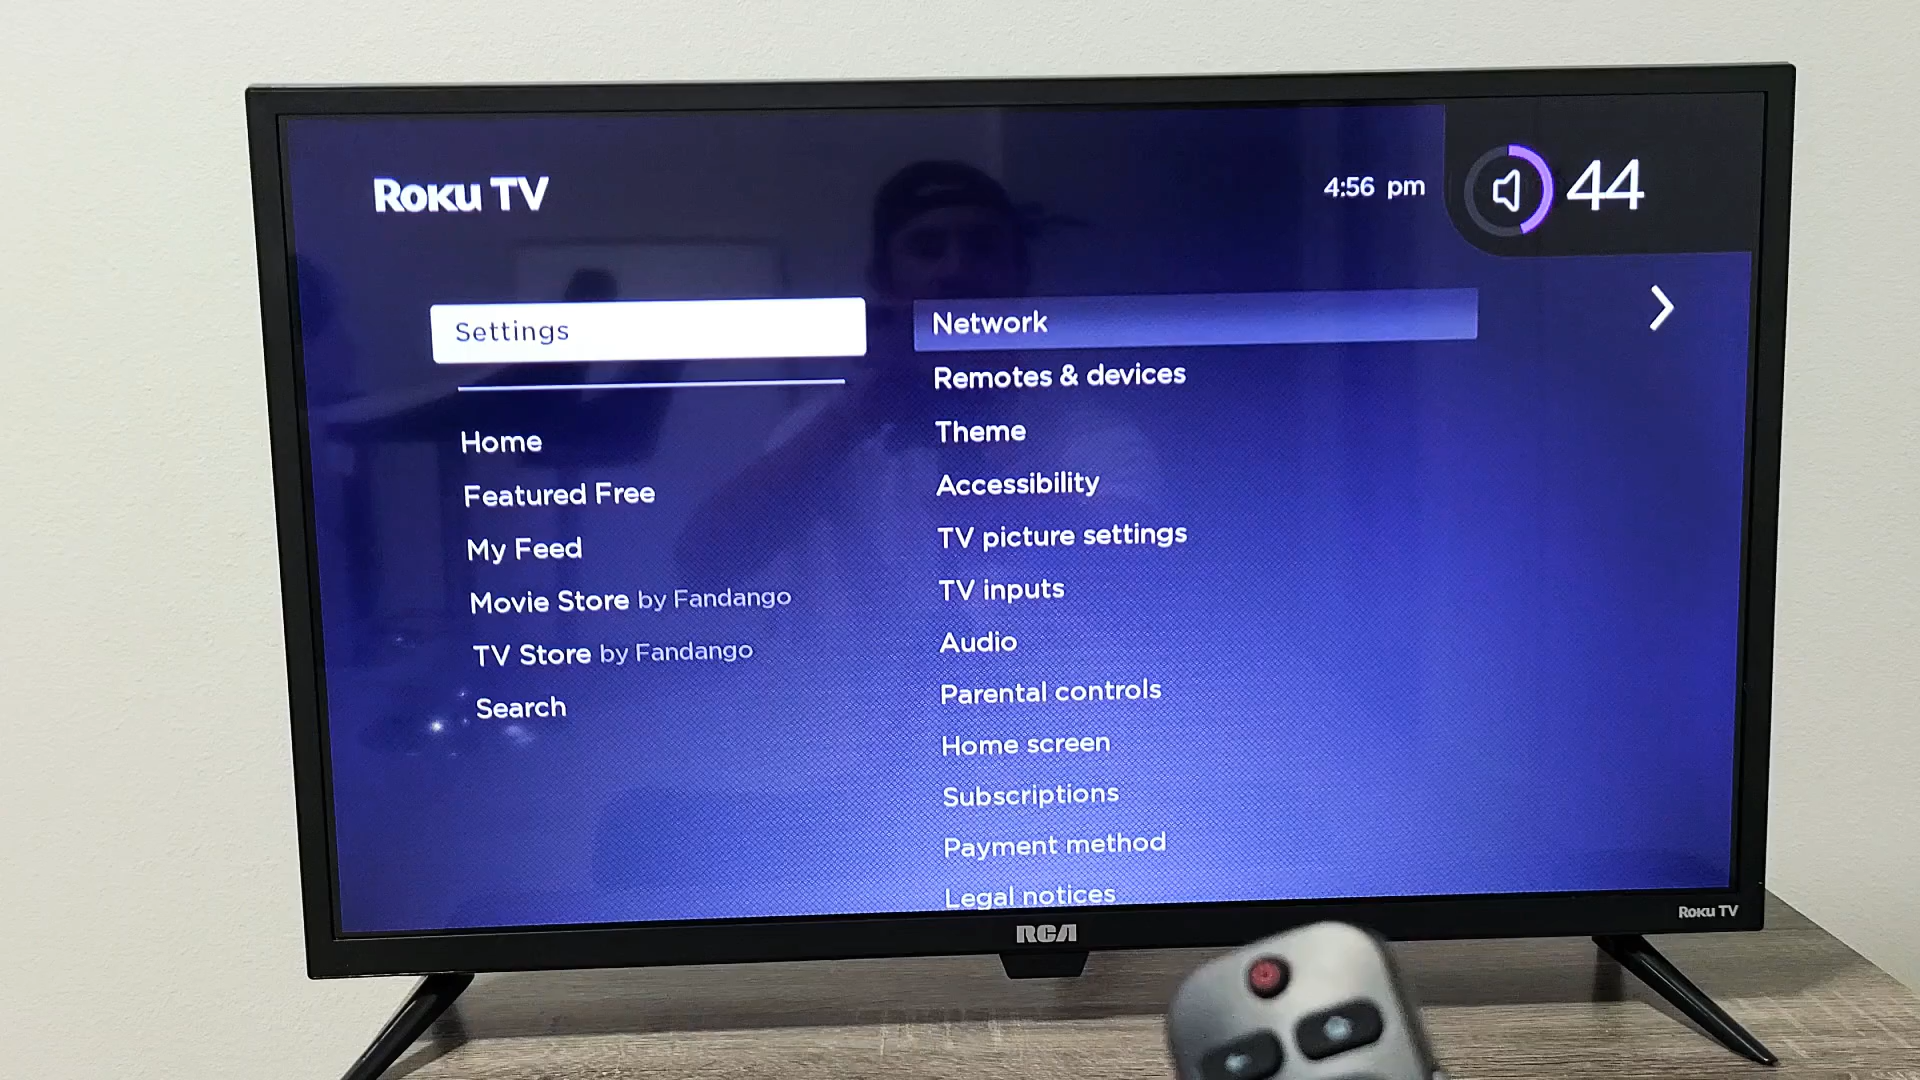 Roku TV
4:56 pm
44
Settings
Home
Featured Free
My Feed
Movie Store by Fandango
TV Store by Fandango
Search
Network
Remotes & devices
Theme
Accessibility
TV picture settings
TV inputs
Audio
Parental controls
Home screen
Subscriptions
Payment method
Legal notices
RCA
Roku TV